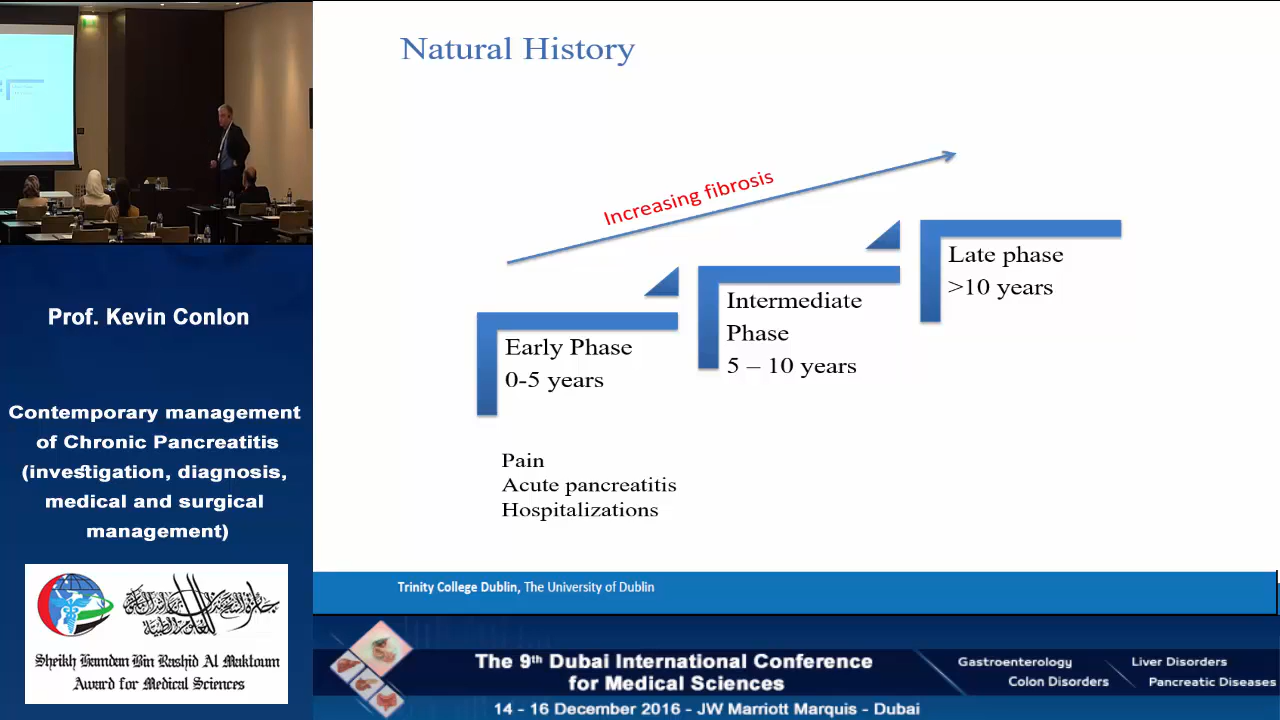 Natural History
Increasing fibrosis
Early Phase
0-5 years
Intermediate
Phase
5 – 10 years
Late phase
>10 years
Pain
Acute pancreatitis
Hospitalizations
Trinity College Dublin, The University of Dublin
Prof. Kevin Conlon
Contemporary management
of Chronic Pancreatitis
(investigation, diagnosis,
medical and surgical
management)
Sheikh Hamdan Bin Rashid Al Maktoum
Award for Medical Sciences
The 9th Dubai International Conference
for Medical Sciences
14 - 16 December 2016 - JW Marriott Marquis - Dubai
Gastroenterology
Liver Disorders
Colon Disorders
Pancreatic Diseases